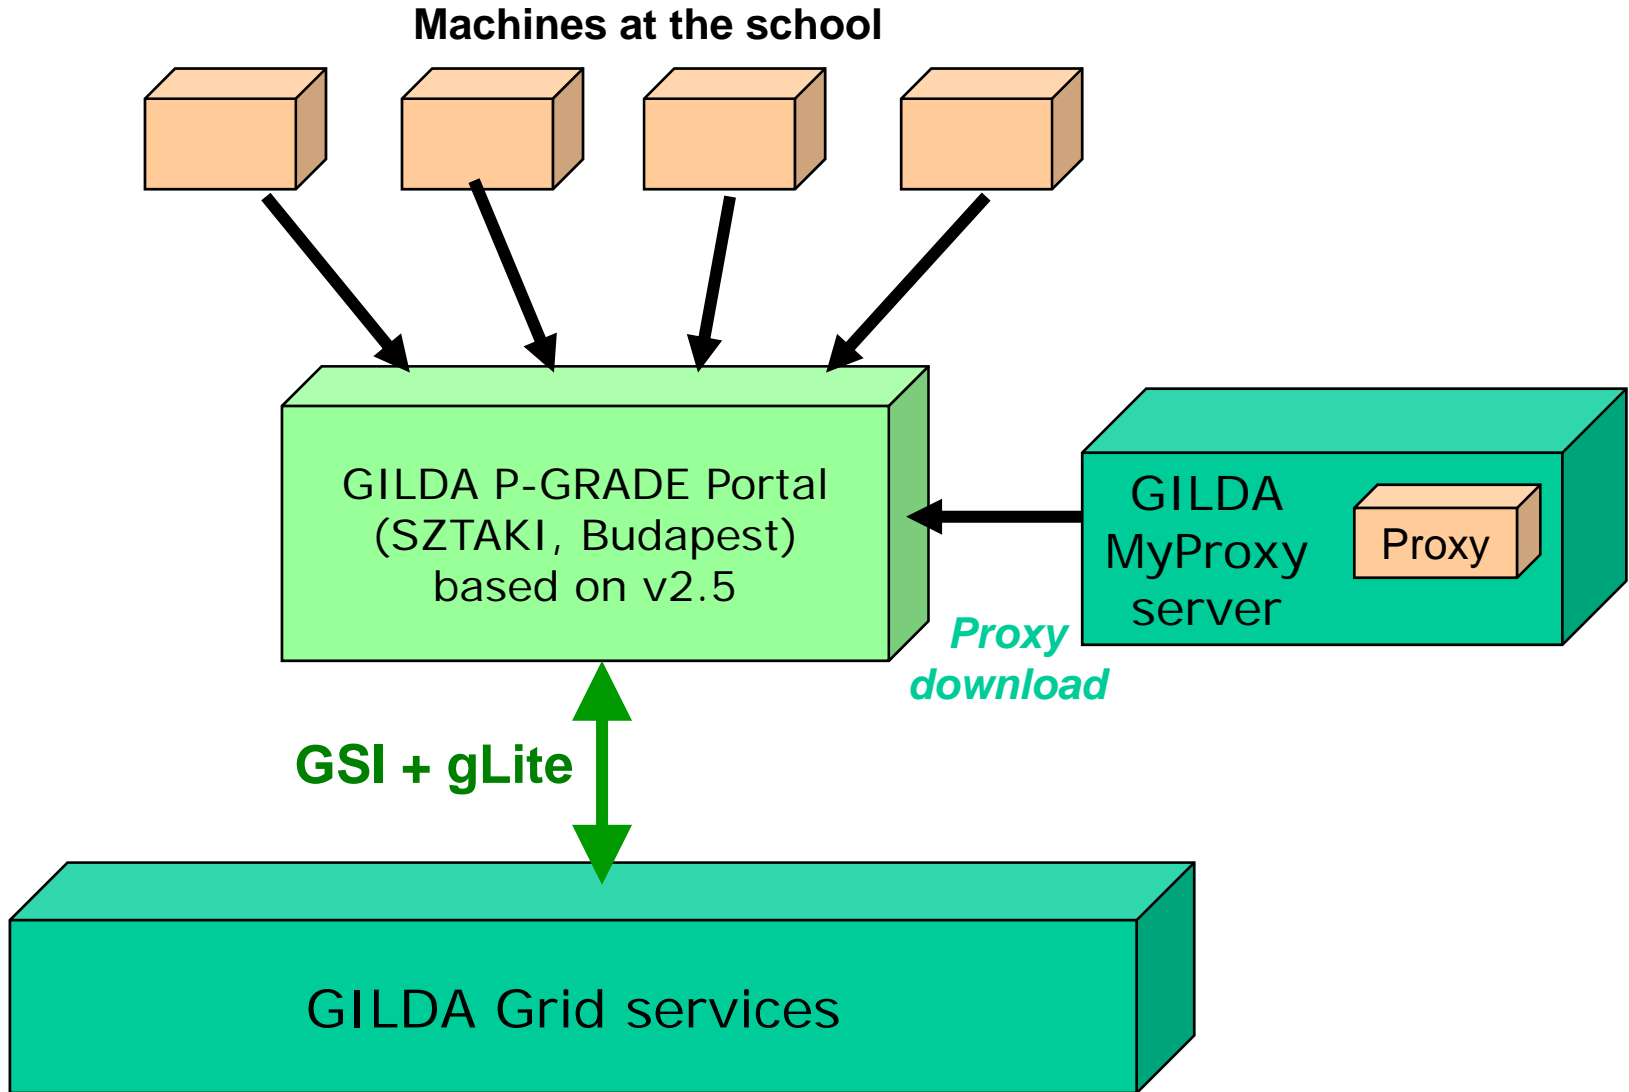 Machines at the school
GILDA P-GRADE Portal
(SZTAKI, Budapest)
based on v2.5
GILDA
MyProxy
server
Proxy
Proxy
download
GSI + gLite
GILDA Grid services